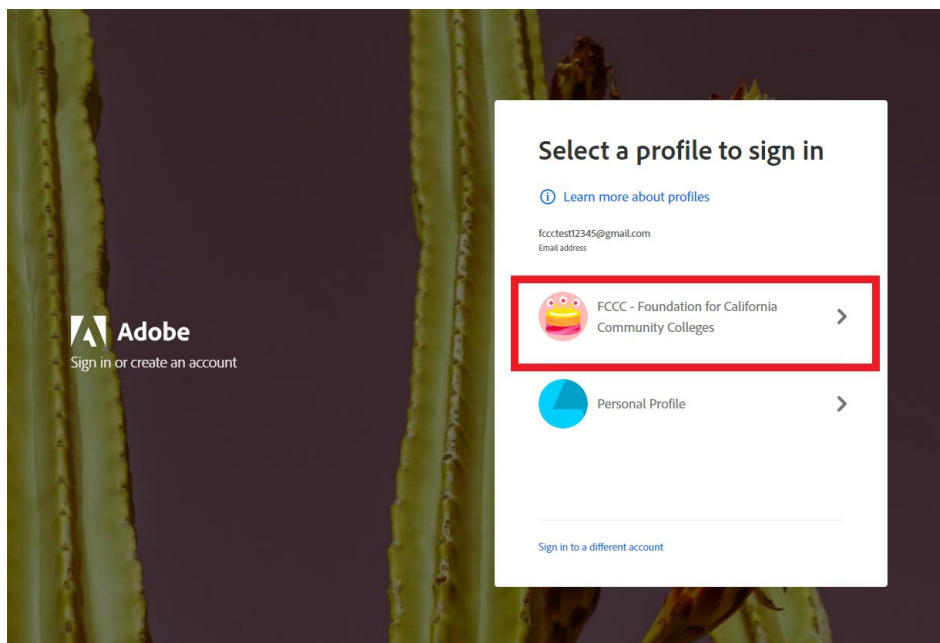 Adobe
Sign in or create an account
Select a profile to sign in
Learn more about profiles
fccctest12345@gmail.com
Email address
FCCC - Foundation for California
Community Colleges
Personal Profile
Sign in to a different account